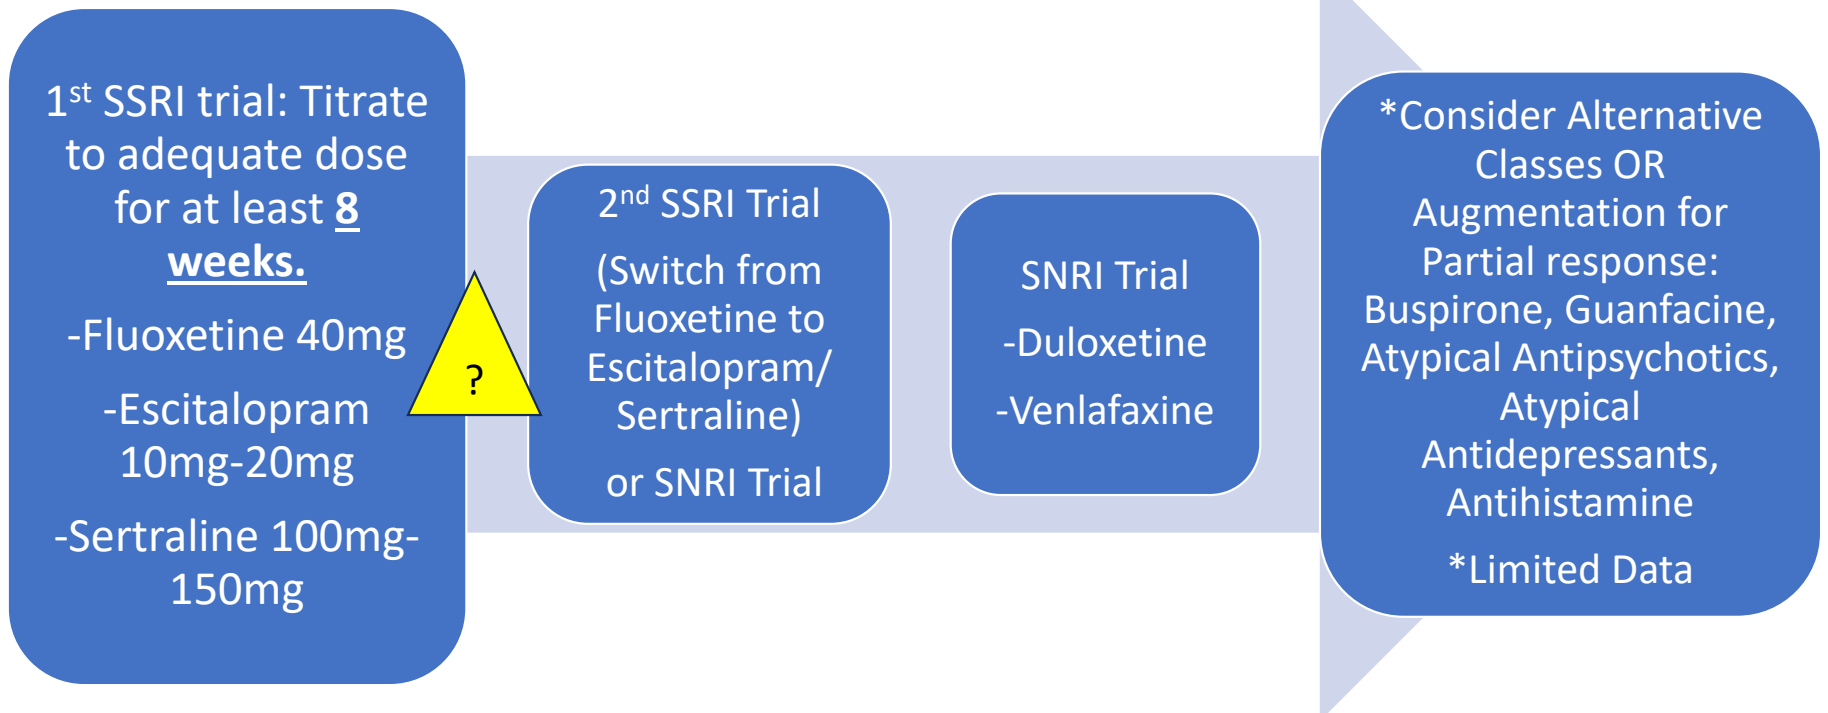 1st SSRI trial: Titrate
to adequate dose
for at least 8
weeks.
-Fluoxetine 40mg
-Escitalopram
10mg-20mg
-Sertraline 100mg-
150mg
?
2nd SSRI Trial
(Switch from
Fluoxetine to
Escitalopram/
Sertraline)
or SNRI Trial
SNRI Trial
-Duloxetine
-Venlafaxine
*Consider Alternative
Classes OR
Augmentation for
Partial response:
Buspirone, Guanfacine,
Atypical Antipsychotics,
Atypical
Antidepressants,
Antihistamine
*Limited Data